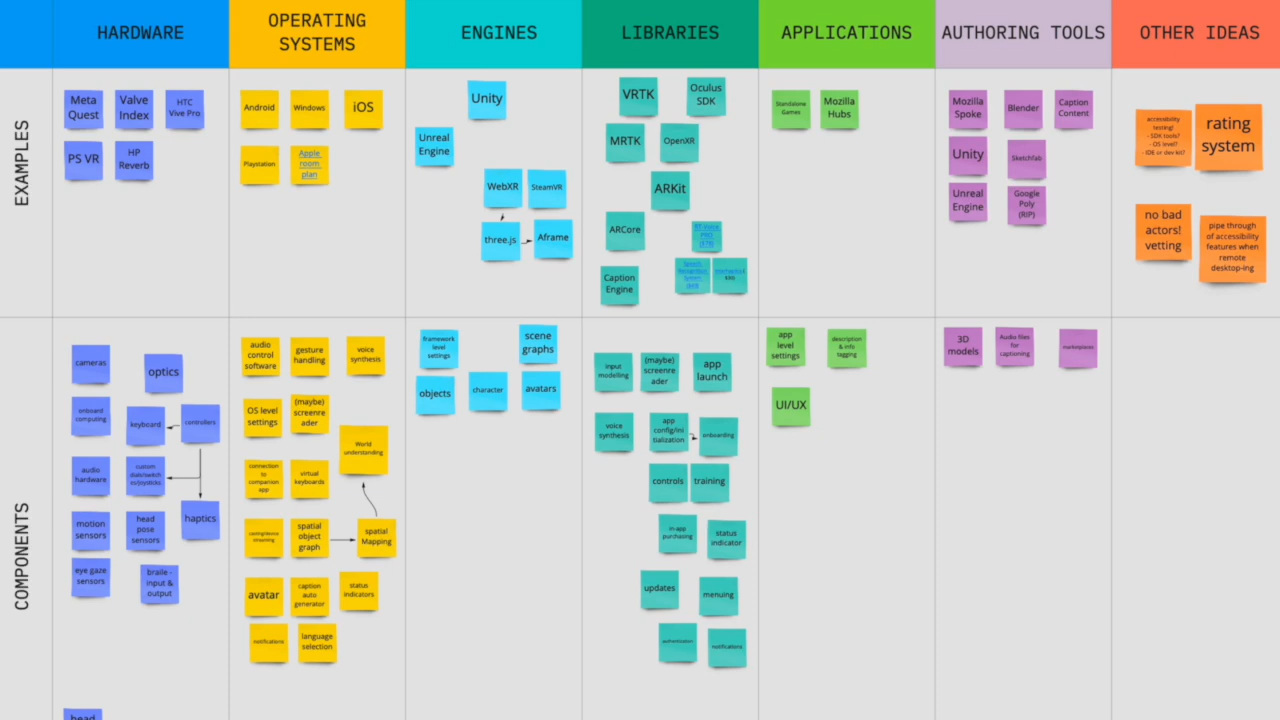 HARDWARE
OPERATING
SYSTEMS
ENGINES
LIBRARIES
APPLICATIONS
AUTHORING TOOLS
OTHER IDEAS
EXAMPLES
Meta
Quest
Valve
Index
HTC
Vive Pro
PS VR
HP
Reverb
Android
Windows
iOS
Playstation
Apple
room
plan
Unity
Unreal
Engine
WebXR
SteamVR
three.js
Aframe
VRTK
Oculus
SDK
MRTK
OpenXR
ARKit
ARCore
Caption
Engine
Standalone
Games
Mozilla
Hubs
Mozilla
Spoke
Blender
Caption
Content
Unity
Sketchfab
Unreal
Engine
Google
Poly
(RIP)
accessibility
testing!
- SDK tools?
- OS level?
- IDE or dev kit?
rating
system
no bad
actors!
vetting
pipe through
of accessibility
features when
remote
desktop-ing
COMPONENTS
cameras
optics
onboard
computing
keyboard
controllers
audio
hardware
custom
dials/switch
es/joysticks
motion
sensors
head
pose
sensors
haptics
eye gaze
sensors
braile -
input &
output
head
audio
control
software
gesture
handling
voice
synthesis
OS level
settings
(maybe)
screenre
ader
World
understanding
connection
to
companion
app
virtual
keyboards
spatial
object
graph
spatial
Mapping
avatar
caption
auto
generator
status
indicators
notifications
language
selection
framework
level
settings
scene
graphs
objects
character
avatars
input
modelling
(maybe)
screenre
ader
app
launch
voice
synthesis
app
config/ini
tialization
onboarding
controls
training
in-app
purchasing
status
indicator
updates
menuing
authentication
notifications
app
level
settings
description
& info
tagging
UI/UX
3D
models
Audio files
for
captioning
marketplaces